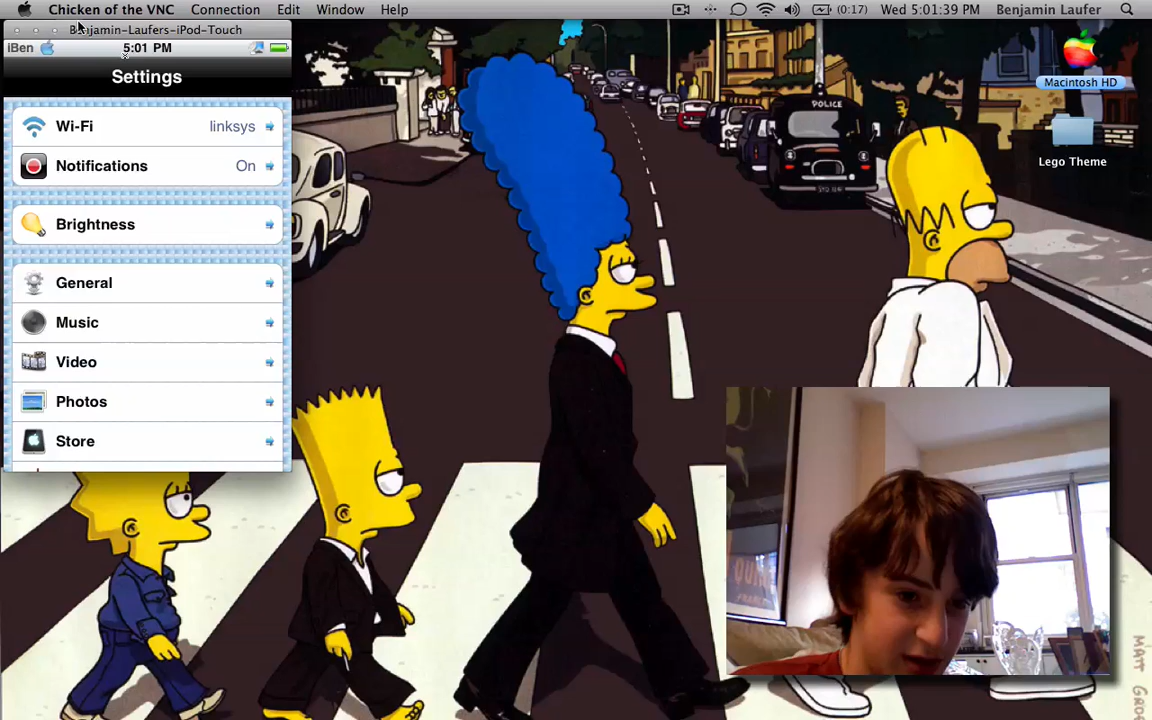 Chicken of the VNC Connection Edit Window Help (0:17) Wed 5:01:39 PM Benjamin Laufer
Benjamin-Laufers-iPod-Touch
iBen 5:01 PM
Settings
Wi-Fi linksys
Notifications On
Brightness
General
Music
Video
Photos
Store
Macintosh HD
Lego Theme
POLICE
MATT GROE